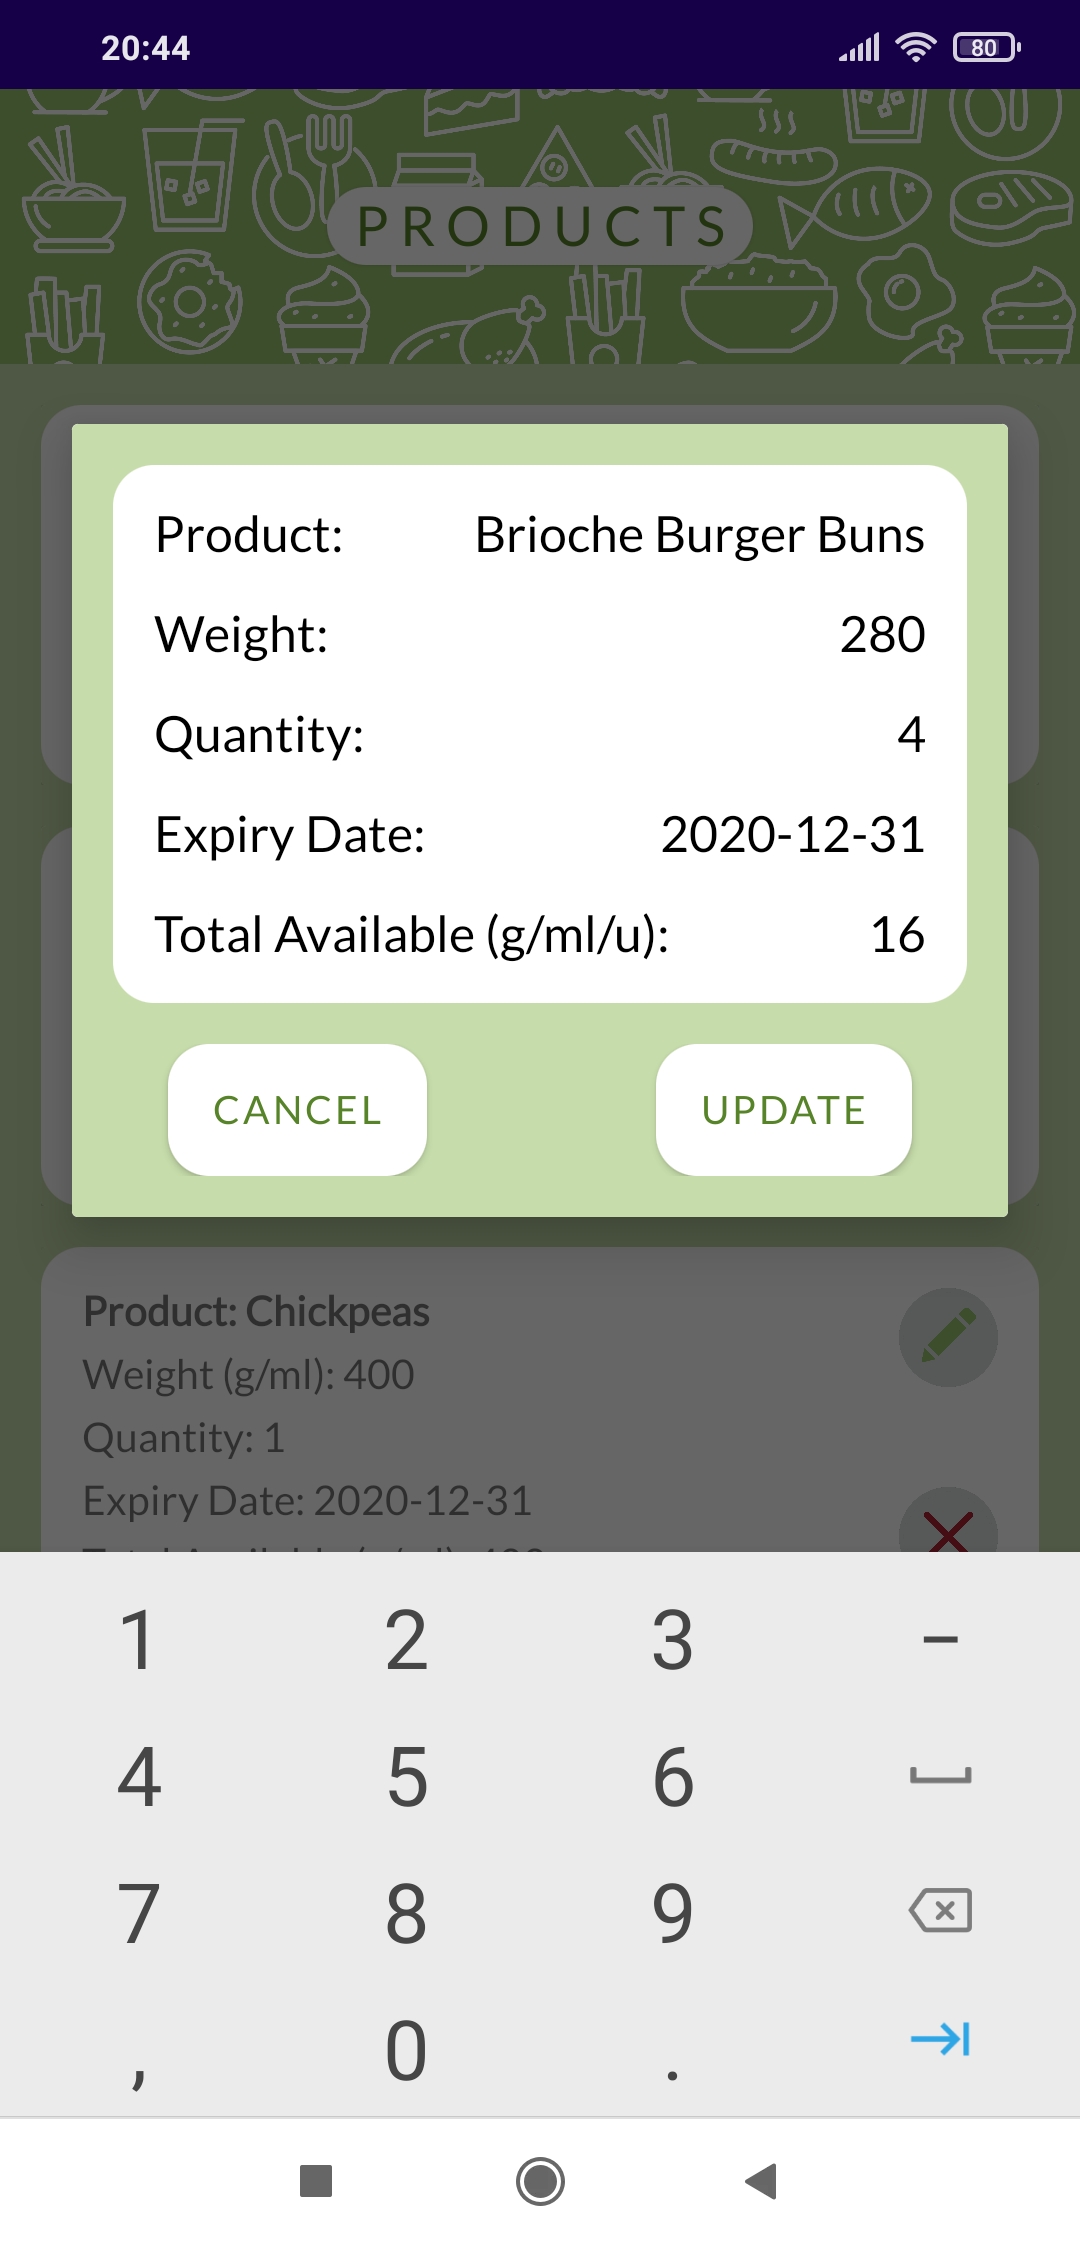 20:44
80
PRODUCTS
Product: Brioche Burger Buns
Weight: 280
Quantity: 4
Expiry Date: 2020-12-31
Total Available (g/ml/u): 16
CANCEL UPDATE
Product: Chickpeas
Weight (g/ml): 400
Quantity: 1
Expiry Date: 2020-12-31
1 2 3 –
4 5 6
7 8 9
, 0 .